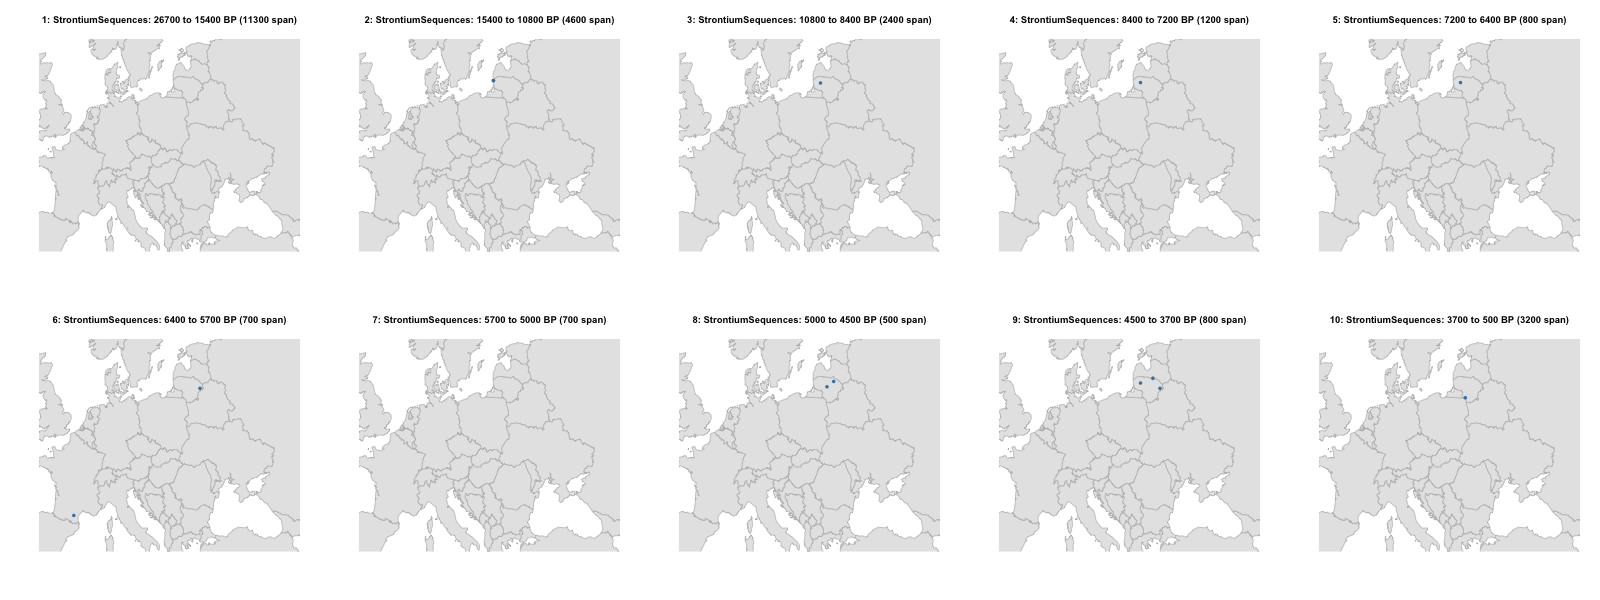 1: StrontiumSequences: 26700 to 15400 BP (11300 span)
2: StrontiumSequences: 15400 to 10800 BP (4600 span)
3: StrontiumSequences: 10800 to 8400 BP (2400 span)
4: StrontiumSequences: 8400 to 7200 BP (1200 span)
5: StrontiumSequences: 7200 to 6400 BP (800 span)
6: StrontiumSequences: 6400 to 5700 BP (700 span)
7: StrontiumSequences: 5700 to 5000 BP (700 span)
8: StrontiumSequences: 5000 to 4500 BP (500 span)
9: StrontiumSequences: 4500 to 3700 BP (800 span)
10: StrontiumSequences: 3700 to 500 BP (3200 span)